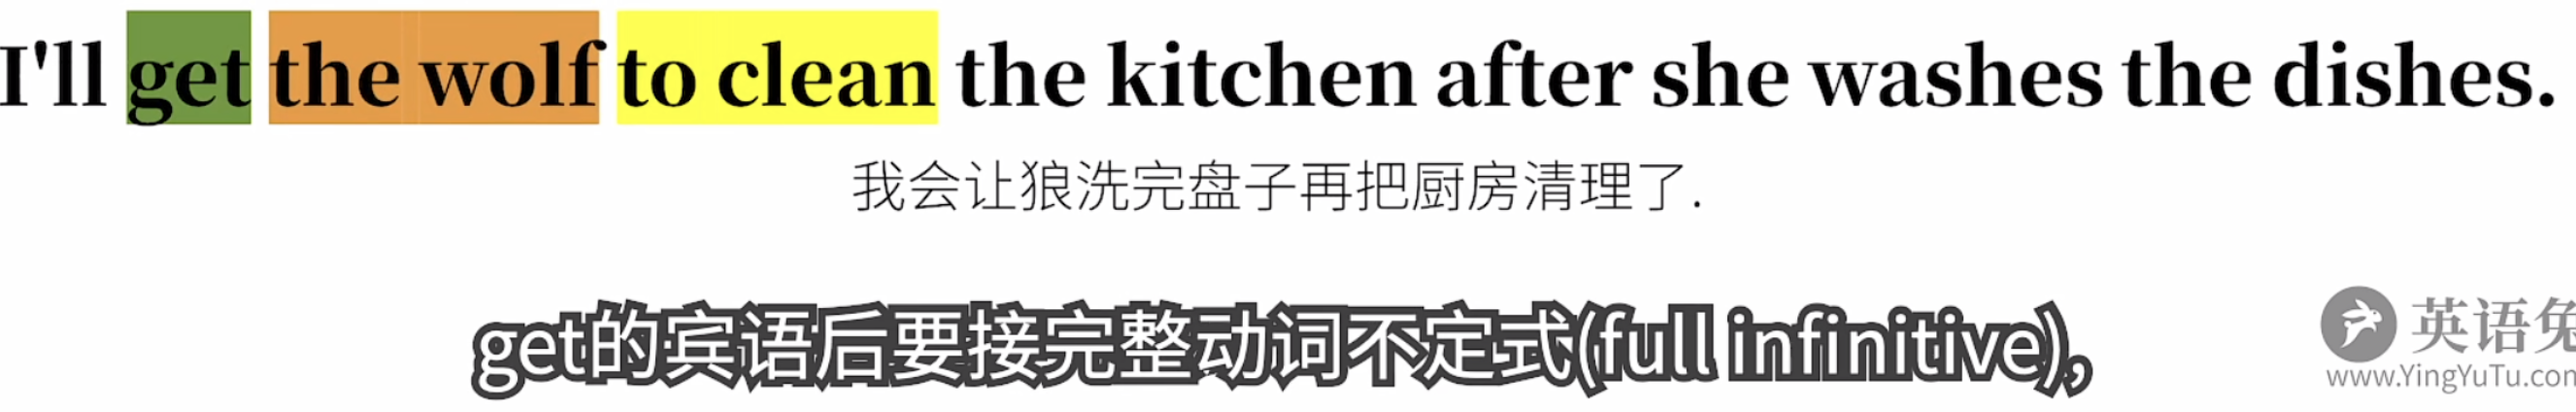 I'll get the wolf to clean the kitchen after she washes the dishes.
我会让狼洗完盘子再把厨房清理了.
get的宾语后要接完整动词不定式(full infinitive),
英语兔
www.YingYuTu.com